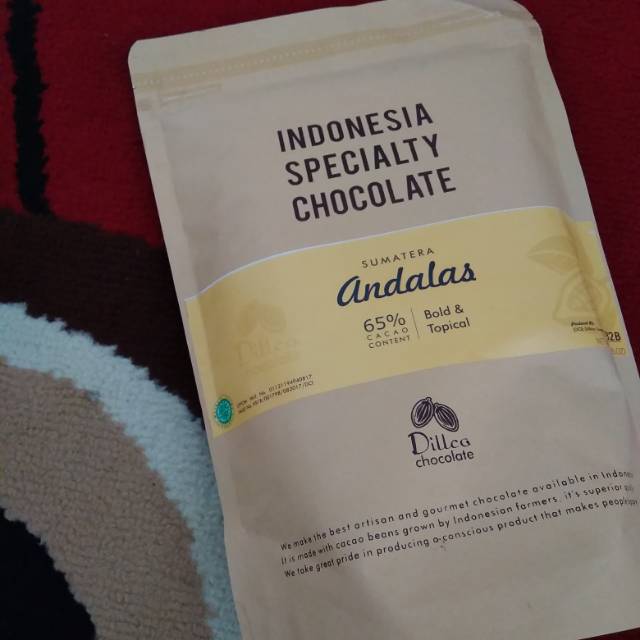 INDONESIA
SPECIALTY
CHOCOLATE
SUMATERA
Andalas
65%
CACAO
CONTENT
Bold &
Topical
Dillco
chocolate
Dillco
chocolate
We make the best artisan and gourmet chocolate available in
It is made with cacao beans grown by Indonesian farmers, it's superior
We take great pride in producing a conscious product that makes people